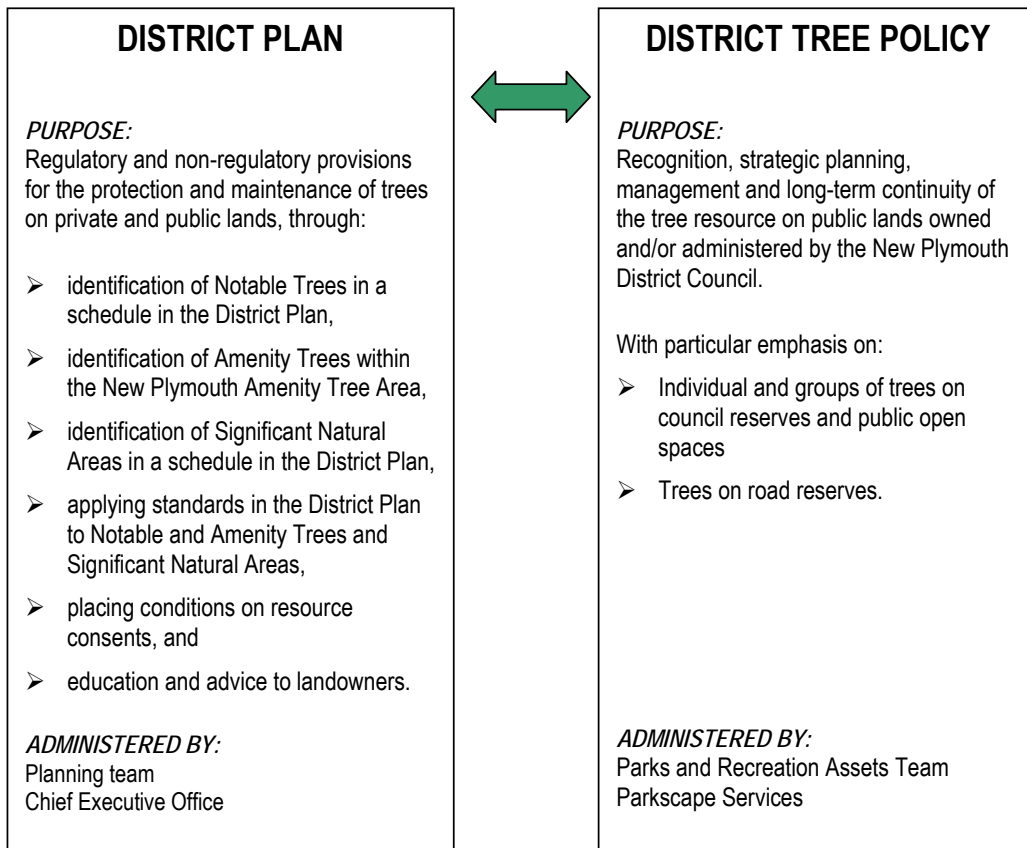 DISTRICT PLAN
PURPOSE:
Regulatory and non-regulatory provisions
for the protection and maintenance of trees
on private and public lands, through:
➢ identification of Notable Trees in a
schedule in the District Plan,
➢ identification of Amenity Trees within
the New Plymouth Amenity Tree Area,
➢ identification of Significant Natural
Areas in a schedule in the District Plan,
➢ applying standards in the District Plan
to Notable and Amenity Trees and
Significant Natural Areas,
➢ placing conditions on resource
consents, and
➢ education and advice to landowners.
ADMINISTERED BY:
Planning team
Chief Executive Office
DISTRICT TREE POLICY
PURPOSE:
Recognition, strategic planning,
management and long-term continuity of
the tree resource on public lands owned
and/or administered by the New Plymouth
District Council.
With particular emphasis on:
➢ Individual and groups of trees on
council reserves and public open
spaces
➢ Trees on road reserves.
ADMINISTERED BY:
Parks and Recreation Assets Team
Parkscape Services